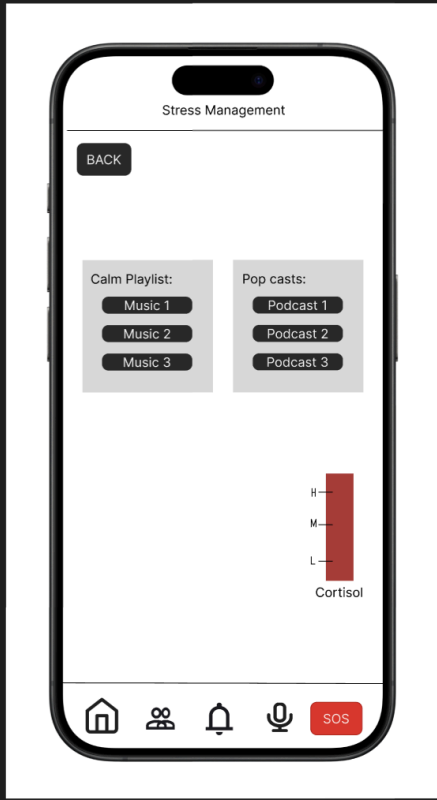 Stress Management
BACK
Calm Playlist:
Music 1
Music 2
Music 3
Pop casts:
Podcast 1
Podcast 2
Podcast 3
H
M
L
Cortisol
SOS